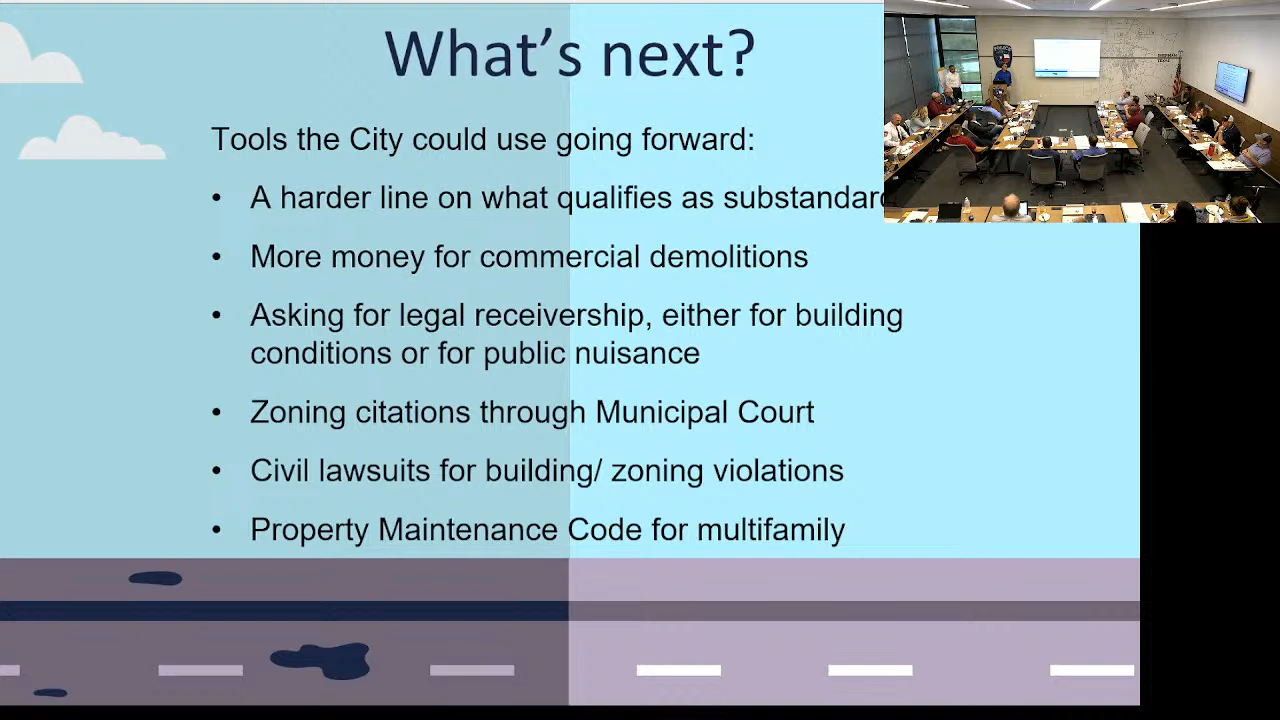 What's next?
Tools the City could use going forward:
• A harder line on what qualifies as substandard
• More money for commercial demolitions
• Asking for legal receivership, either for building
conditions or for public nuisance
• Zoning citations through Municipal Court
• Civil lawsuits for building/ zoning violations
• Property Maintenance Code for multifamily
POLICE